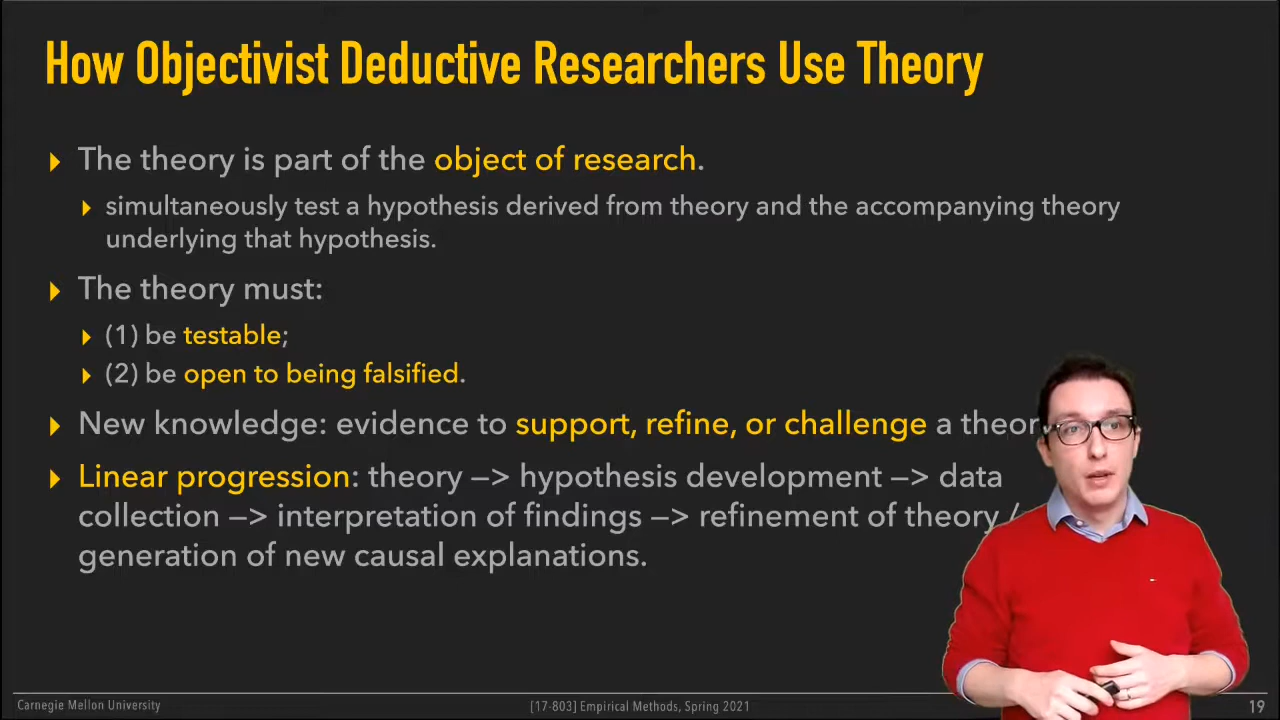 How Objectivist Deductive Researchers Use Theory
The theory is part of the object of research.
simultaneously test a hypothesis derived from theory and the accompanying theory
underlying that hypothesis.
The theory must:
(1) be testable;
(2) be open to being falsified.
New knowledge: evidence to support, refine, or challenge a theor
Linear progression: theory —> hypothesis development —> data
collection —> interpretation of findings —> refinement of theory /
generation of new causal explanations.
Carnegie Mellon University
[17-803] Empirical Methods, Spring 2021
19